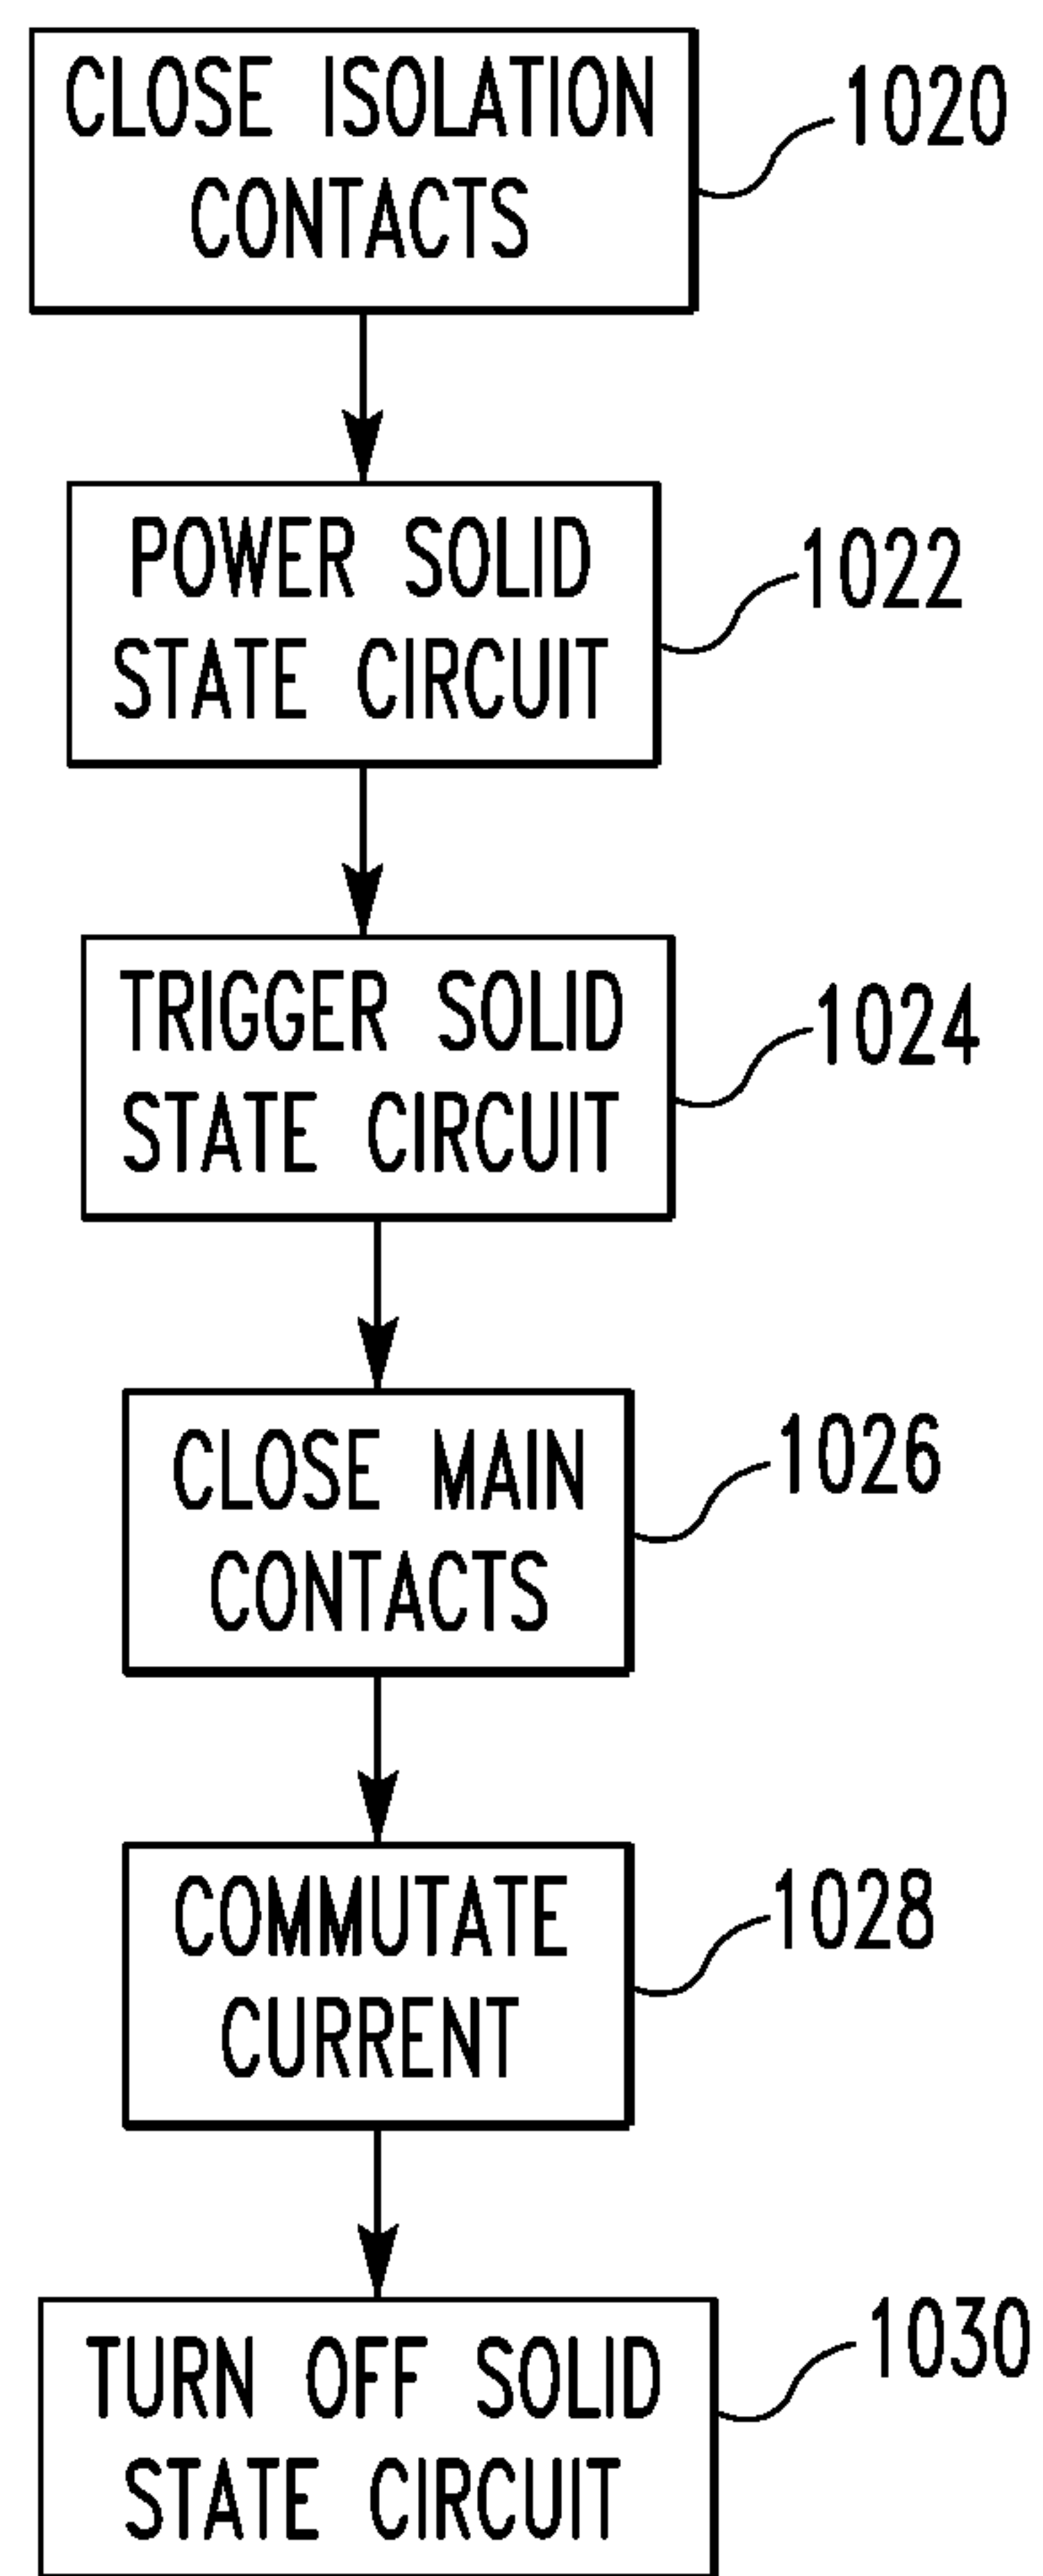 CLOSE ISOLATION
CONTACTS
1020
POWER SOLID
STATE CIRCUIT
1022
TRIGGER SOLID
STATE CIRCUIT
1024
CLOSE MAIN
CONTACTS
1026
COMMUTATE
CURRENT
1028
TURN OFF SOLID
STATE CIRCUIT
1030